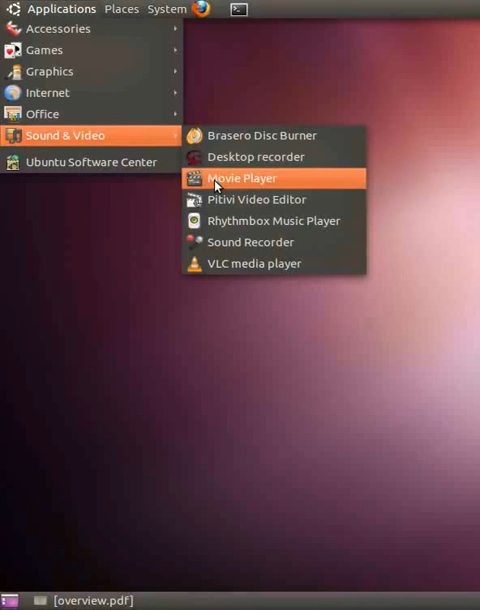 Applications Places System
Accessories
Games
Graphics
Internet
Office
Sound & Video
Ubuntu Software Center
Brasero Disc Burner
Desktop recorder
Movie Player
Pitivi Video Editor
Rhythmbox Music Player
Sound Recorder
VLC media player
[overview.pdf]